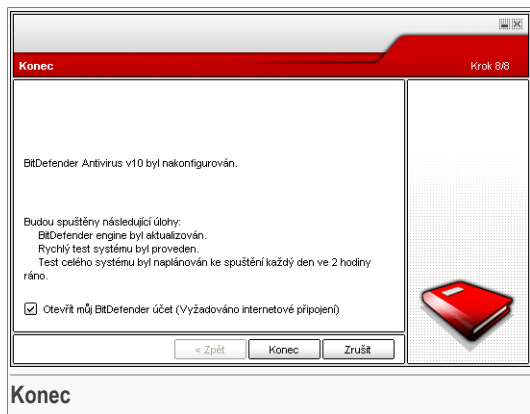 Konec
Krok 8/8
BitDefender Antivirus v10 byl nakonfigurován.
Budou spuštěny následující úlohy:
BitDefender engine byl aktualizován.
Rychlý test systému byl proveden.
Test celého systému byl naplánován ke spuštění každý den ve 2 hodiny
ráno.
Otevřít můj BitDefender účet (Vyžadováno internetové připojení)
< Zpět
Konec
Zrušit
Konec